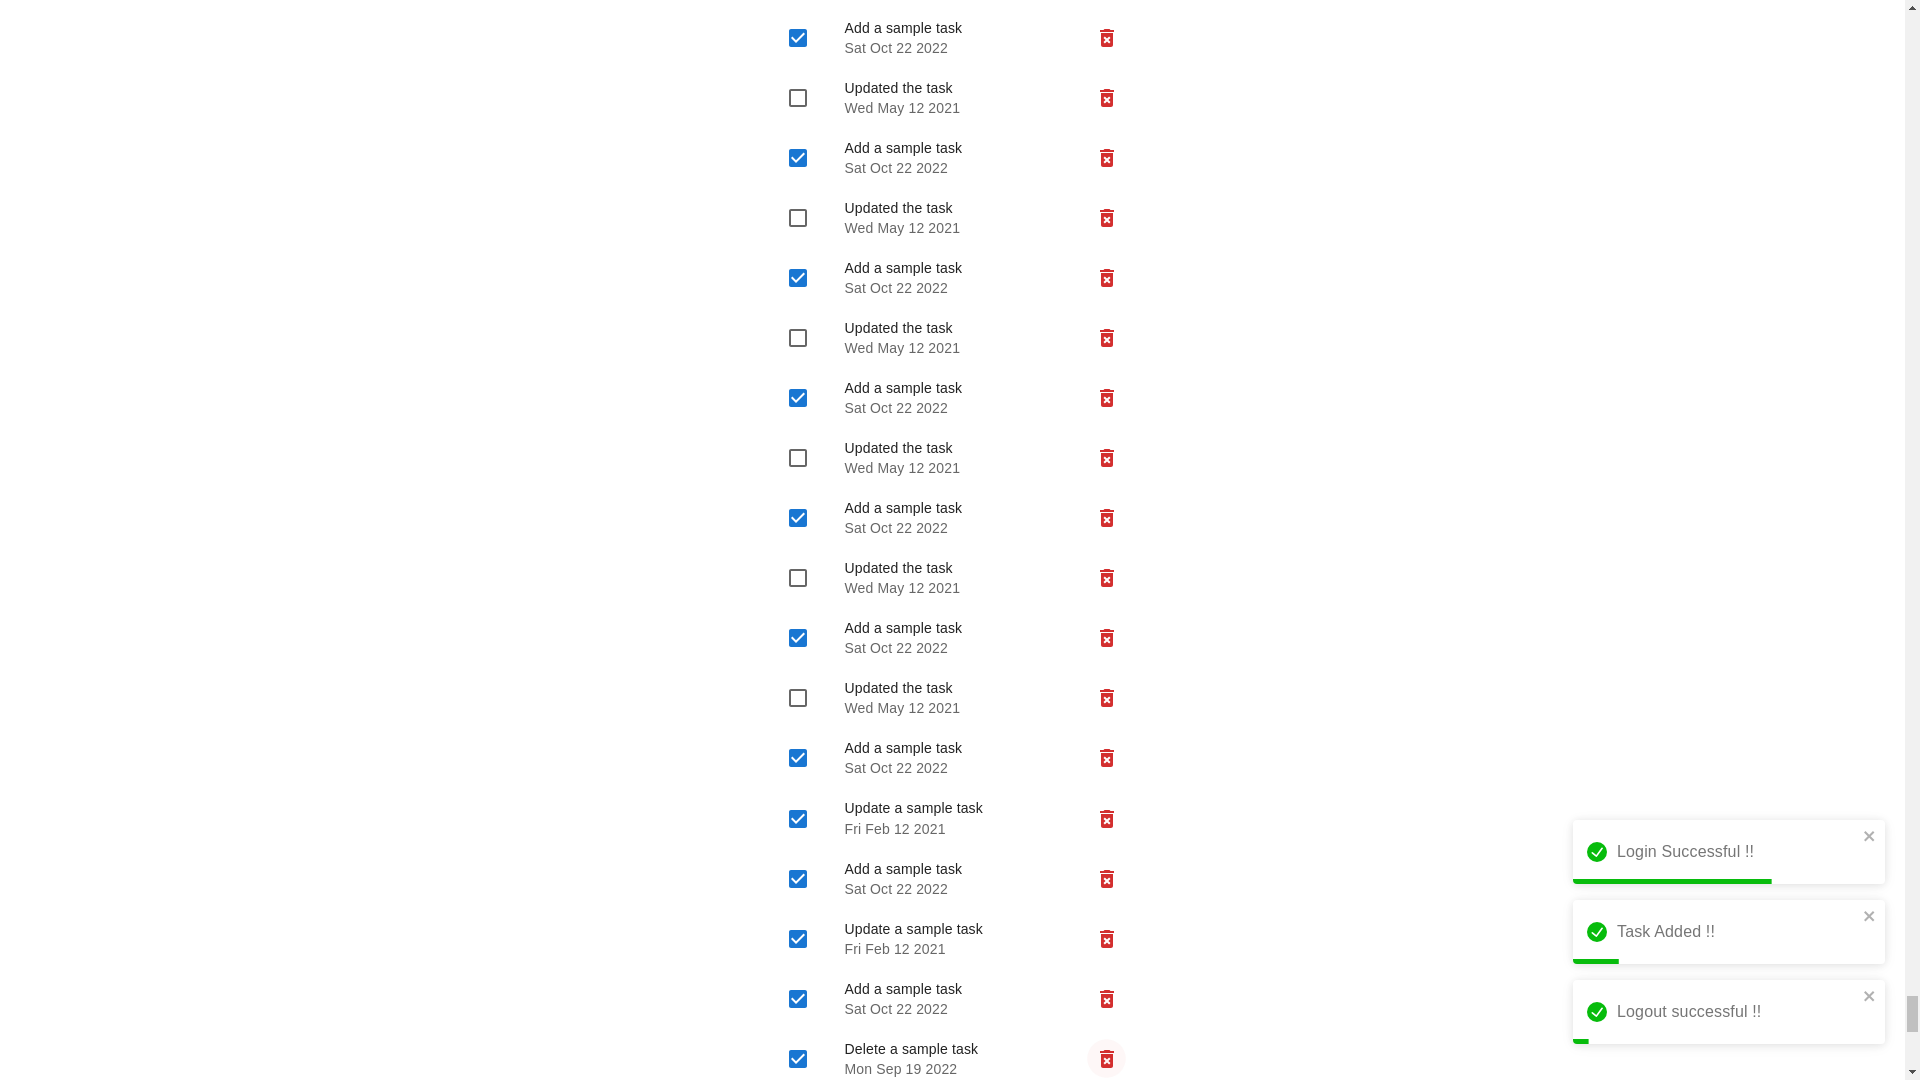 Add a sample task
Sat Oct 22 2022
Updated the task
Wed May 12 2021
Add a sample task
Sat Oct 22 2022
Updated the task
Wed May 12 2021
Add a sample task
Sat Oct 22 2022
Updated the task
Wed May 12 2021
Add a sample task
Sat Oct 22 2022
Updated the task
Wed May 12 2021
Add a sample task
Sat Oct 22 2022
Updated the task
Wed May 12 2021
Add a sample task
Sat Oct 22 2022
Updated the task
Wed May 12 2021
Add a sample task
Sat Oct 22 2022
Update a sample task
Fri Feb 12 2021
Add a sample task
Sat Oct 22 2022
Update a sample task
Fri Feb 12 2021
Add a sample task
Sat Oct 22 2022
Delete a sample task
Mon Sep 19 2022
Login Successful !!
Task Added !!
Logout successful !!